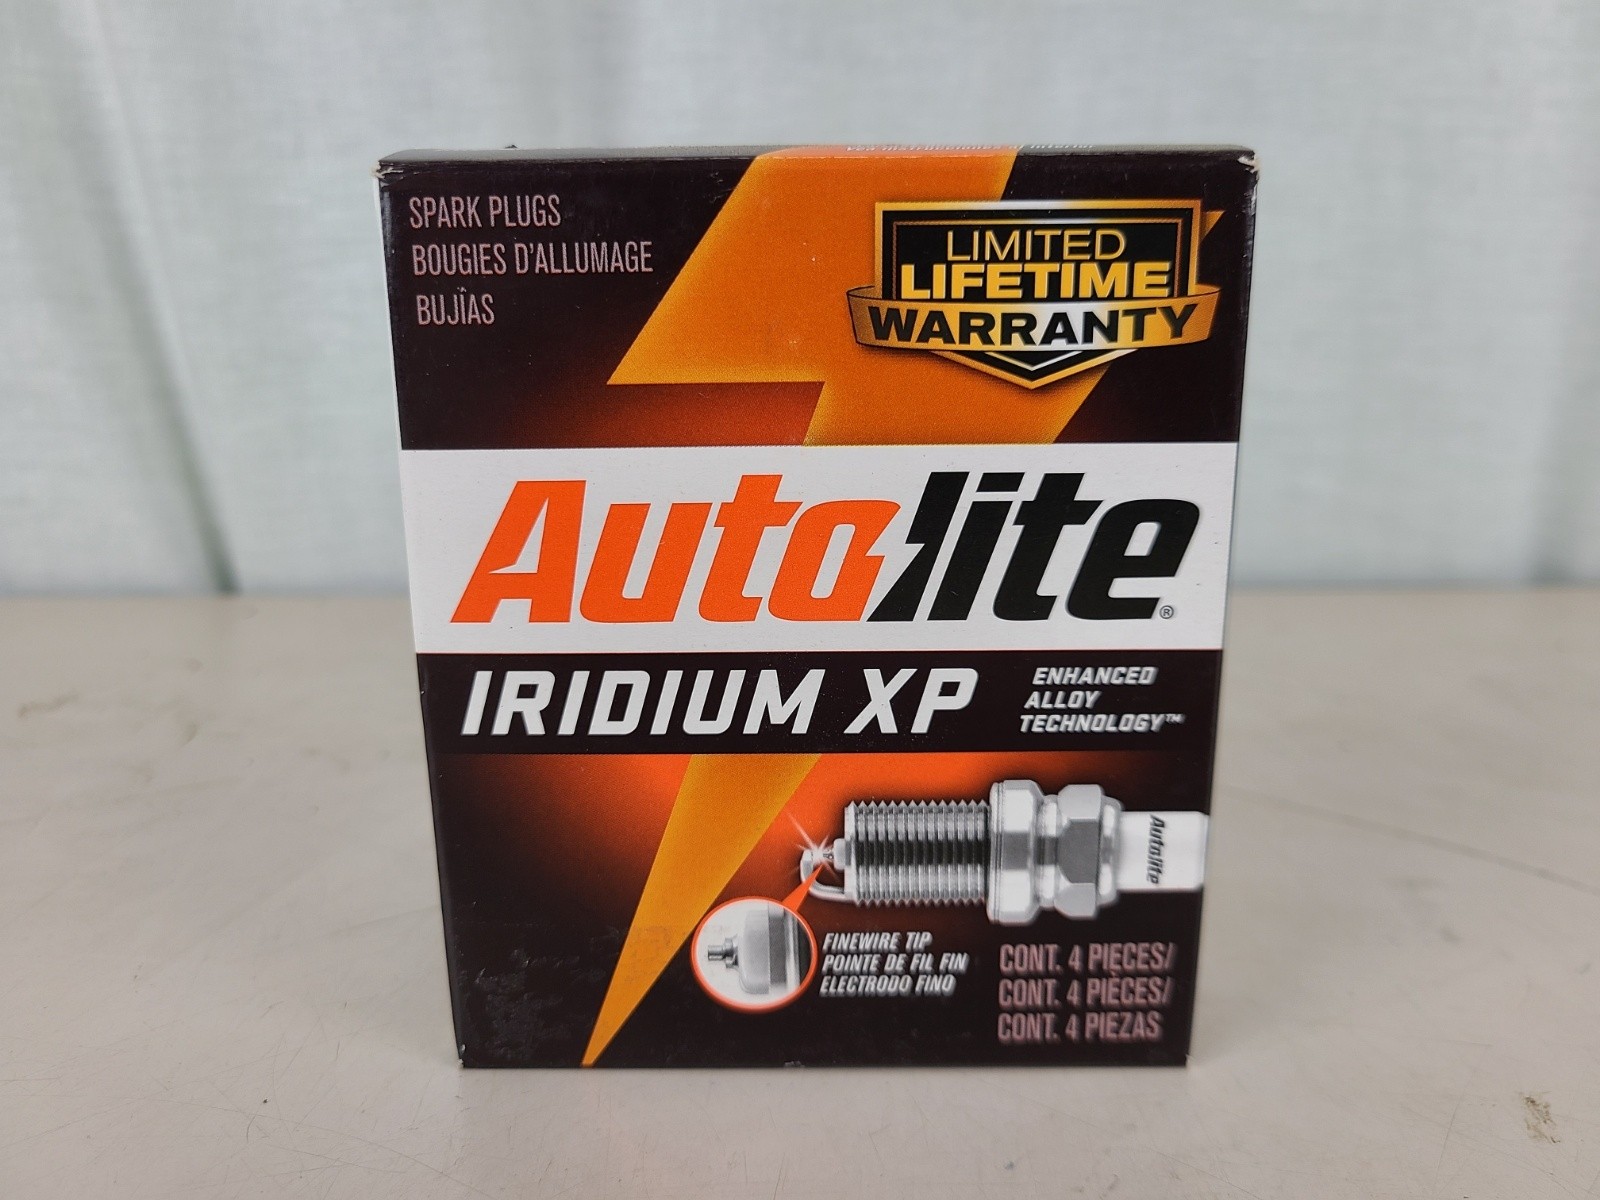 SPARK PLUGS
BOUGIES D'ALLUMAGE
BUJÍAS
LIMITED
LIFETIME
WARRANTY
Autolite®
IRIDIUM XP
ENHANCED
ALLOY
TECHNOLOGY™
Autolite
FINEWIRE TIP
POINTE DE FIL FIN
ELECTRODO FINO
CONT. 4 PIECES/
CONT. 4 PIÈCES/
CONT. 4 PIEZAS